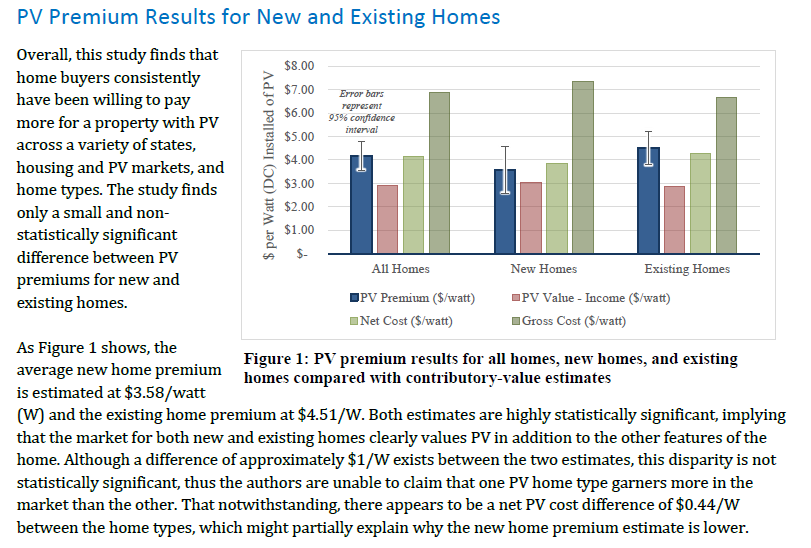 PV Premium Results for New and Existing Homes
Overall, this study finds that
home buyers consistently
have been willing to pay
more for a property with PV
across a variety of states,
housing and PV markets, and
home types. The study finds
only a small and non-
statistically significant
difference between PV
premiums for new and
existing homes.
$ per Watt (DC) Installed of PV
$8.00
$7.00
$6.00
$5.00
$4.00
$3.00
$2.00
$1.00
$-
Error bars
represent
95% confidence
interval
All Homes
New Homes
Existing Homes
PV Premium ($/watt)
PV Value - Income ($/watt)
Net Cost ($/watt)
Gross Cost ($/watt)
Figure 1: PV premium results for all homes, new homes, and existing
homes compared with contributory-value estimates
As Figure 1 shows, the
average new home premium
is estimated at $3.58/watt
(W) and the existing home premium at $4.51/W. Both estimates are highly statistically significant, implying
that the market for both new and existing homes clearly values PV in addition to the other features of the
home. Although a difference of approximately $1/W exists between the two estimates, this disparity is not
statistically significant, thus the authors are unable to claim that one PV home type garners more in the
market than the other. That notwithstanding, there appears to be a net PV cost difference of $0.44/W
between the home types, which might partially explain why the new home premium estimate is lower.